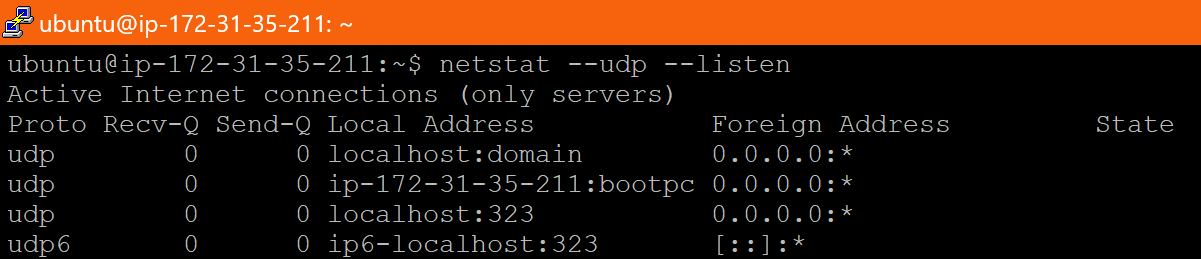 ubuntu@ip-172-31-35-211: ~
ubuntu@ip-172-31-35-211:~$ netstat --udp --listen
Active Internet connections (only servers)
Proto Recv-Q Send-Q Local Address           Foreign Address         State
udp        0      0 localhost:domain        0.0.0.0:*
udp        0      0 ip-172-31-35-211:bootpc 0.0.0.0:*
udp        0      0 localhost:323           0.0.0.0:*
udp6       0      0 ip6-localhost:323       [::]:*